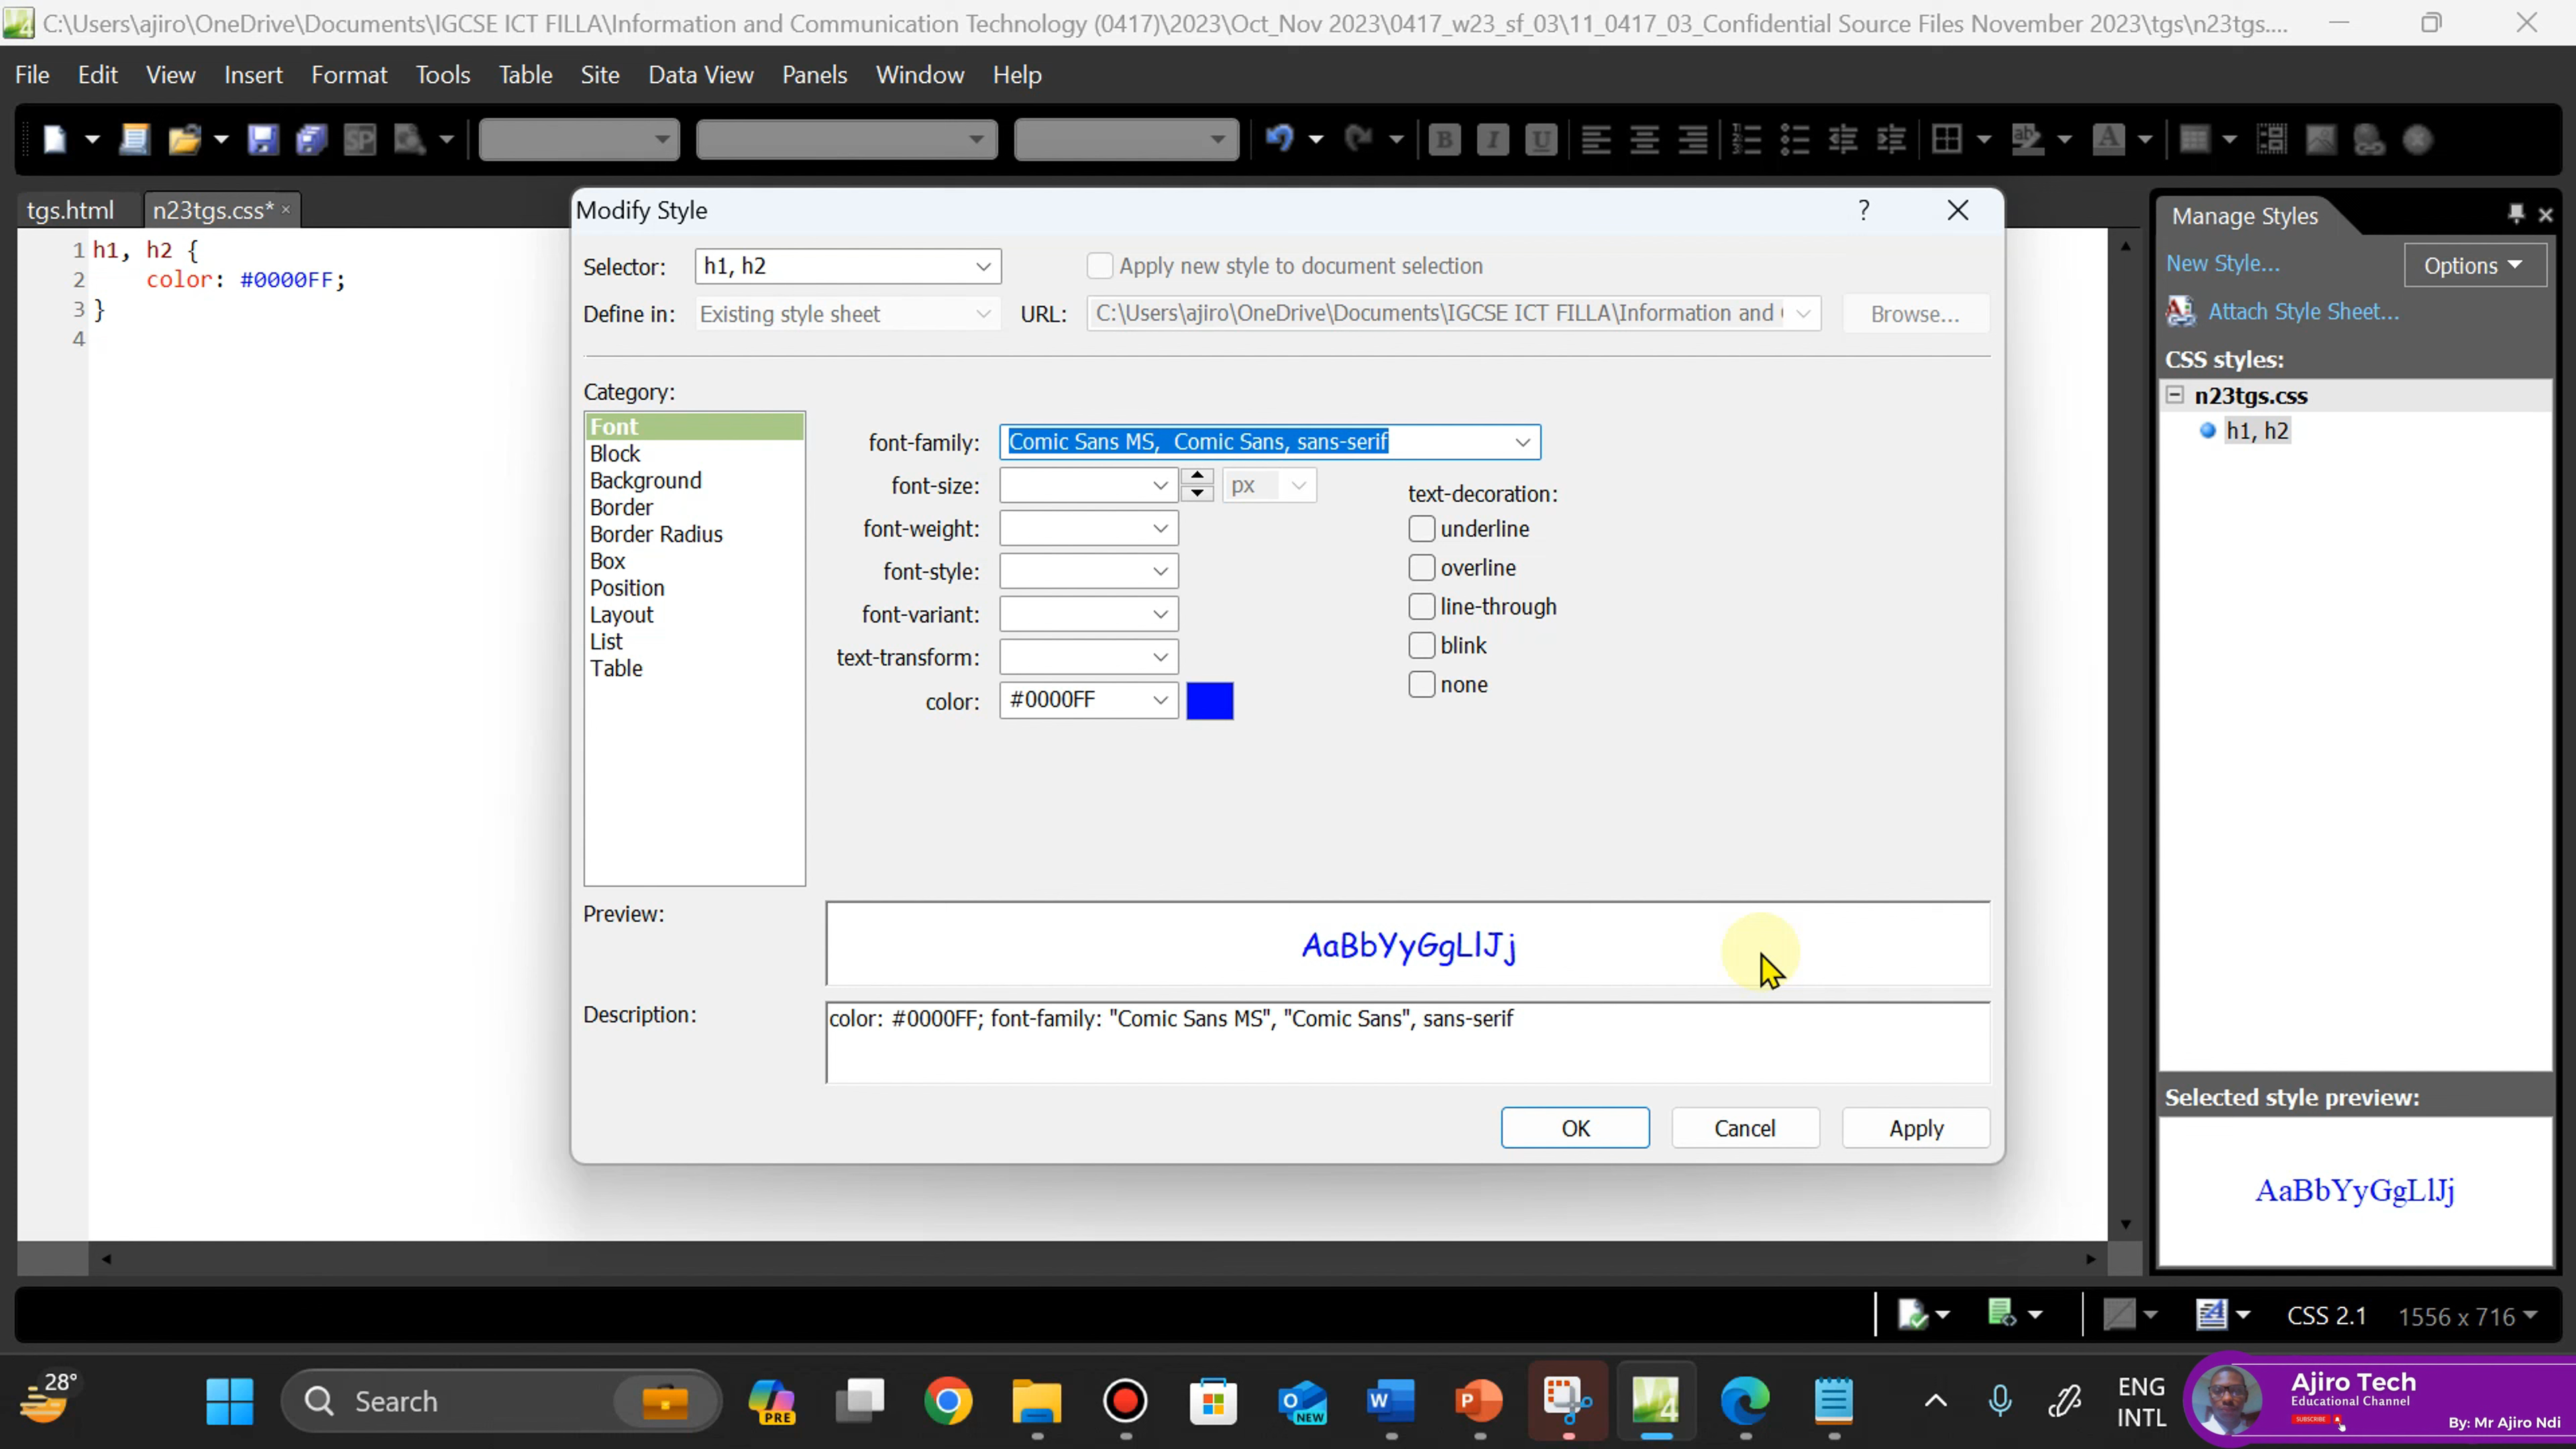 C:\Users\ajiro\OneDrive\Documents\IGCSE ICT FILLA\Information and Communication Technology (0417)\2023\Oct_Nov 2023\0417_w23_sf_03\11_0417_03_Confidential Source Files November 2023\tgs\n23tgs....
File Edit View Insert Format Tools Table Site Data View Panels Window Help
tgs.html n23tgs.css*
Modify Style
Manage Styles
1 h1, h2 {
2 color: #0000FF;
3 }
4
Selector: h1, h2
Apply new style to document selection
Define in: Existing style sheet URL: C:\Users\ajiro\OneDrive\Documents\IGCSE ICT FILLA\Information and Browse...
Category:
Font
Block
Background
Border
Border Radius
Box
Position
Layout
List
Table
font-family: Comic Sans MS, Comic Sans, sans-serif
font-size: px
font-weight:
font-style:
font-variant:
text-transform:
color: #0000FF
text-decoration:
underline
overline
line-through
blink
none
Preview: AaBbYyGgLlJj
Description: color: #0000FF; font-family: "Comic Sans MS", "Comic Sans", sans-serif
OK Cancel Apply
New Style... Options
Attach Style Sheet...
CSS styles:
n23tgs.css
h1, h2
Selected style preview:
AaBbYyGgLlJj
CSS 2.1 1556 x 716
28°
Search
PRE
NEW
ENG
INTL
Ajiro Tech
Educational Channel
SUBSCRIBE
By: Mr Ajiro Ndi